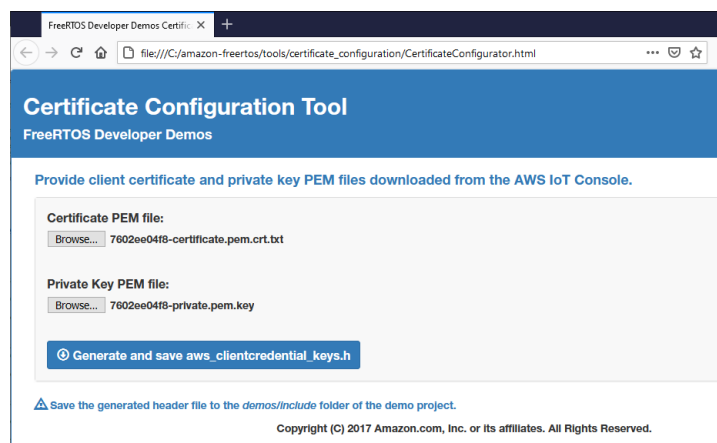 FreeRTOS Developer Demos Certific
file:///C:/amazon-freertos/tools/certificate_configuration/CertificateConfigurator.html
Certificate Configuration Tool
FreeRTOS Developer Demos
Provide client certificate and private key PEM files downloaded from the AWS IoT Console.
Certificate PEM file:
Browse... 7602ee04f8-certificate.pem.crt.txt
Private Key PEM file:
Browse... 7602ee04f8-private.pem.key
Generate and save aws_clientcredential_keys.h
Save the generated header file to the demos/include folder of the demo project.
Copyright (C) 2017 Amazon.com, Inc. or its affiliates. All Rights Reserved.